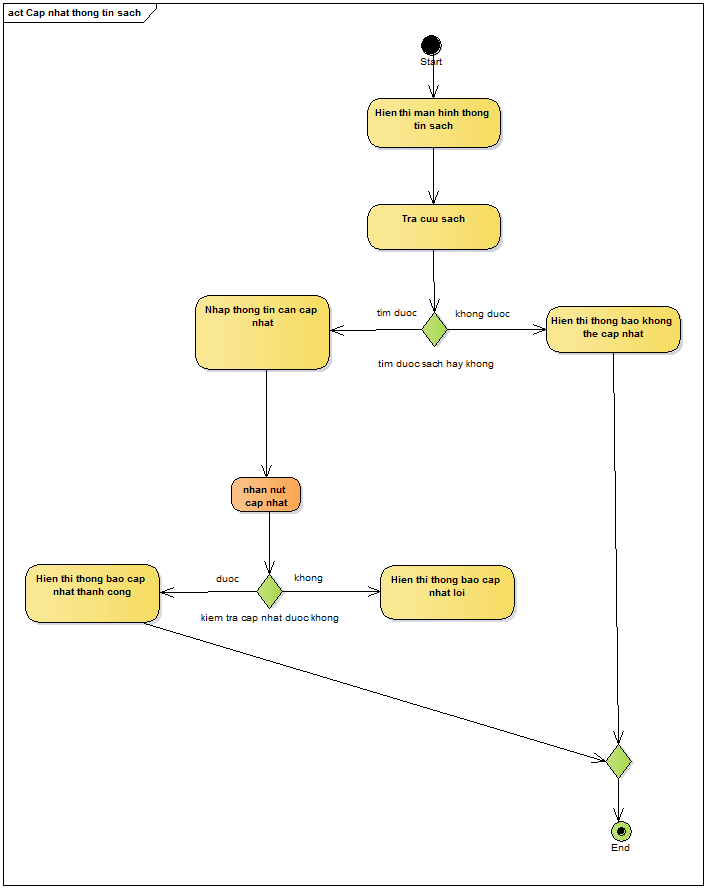 act Cap nhat thong tin sach
Start
Hien thi man hinh thong
tin sach
Tra cuu sach
Nhap thong tin can cap
nhat
tim duoc
khong duoc
Hien thi thong bao khong
the cap nhat
tim duoc sach hay khong
nhan nut
cap nhat
Hien thi thong bao cap
nhat thanh cong
duoc
khong
Hien thi thong bao cap
nhat loi
kiem tra cap nhat duoc khong
End